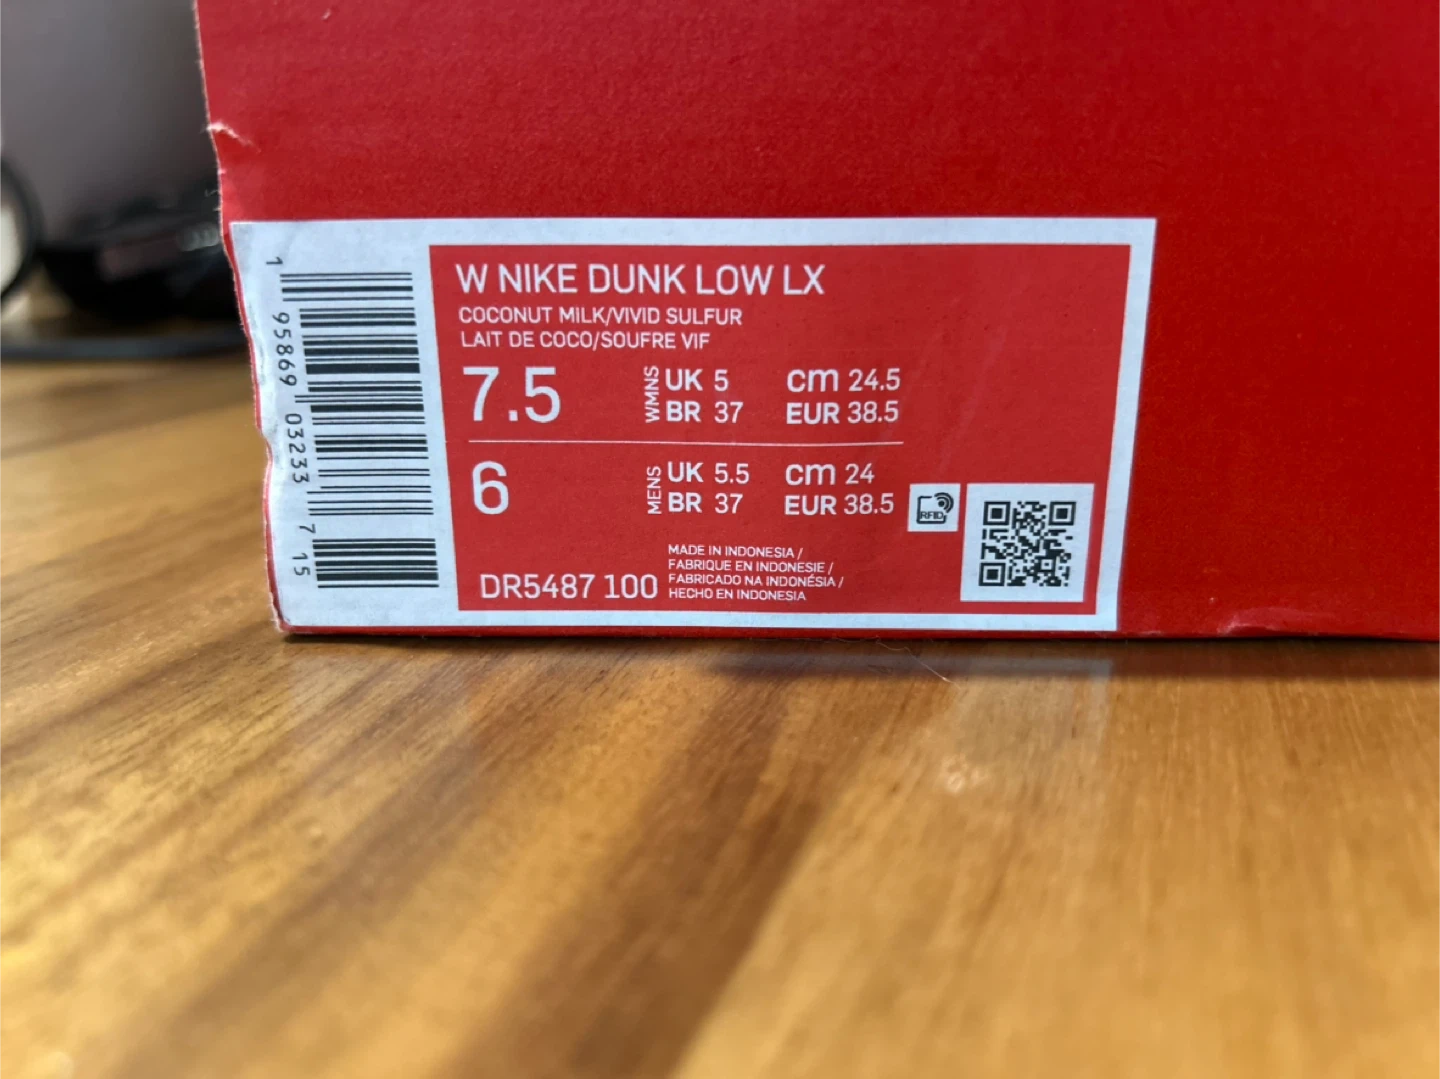 1 95869 03233 7 15
W NIKE DUNK LOW LX
COCONUT MILK/VIVID SULFUR
LAIT DE COCO/SOUFRE VIF
7.5 WMNS UK 5 cm 24.5
BR 37 EUR 38.5
6 MENS UK 5.5 cm 24
BR 37 EUR 38.5
RFID
MADE IN INDONESIA /
FABRIQUE EN INDONESIE /
FABRICADO NA INDONÉSIA /
HECHO EN INDONESIA
DR5487 100